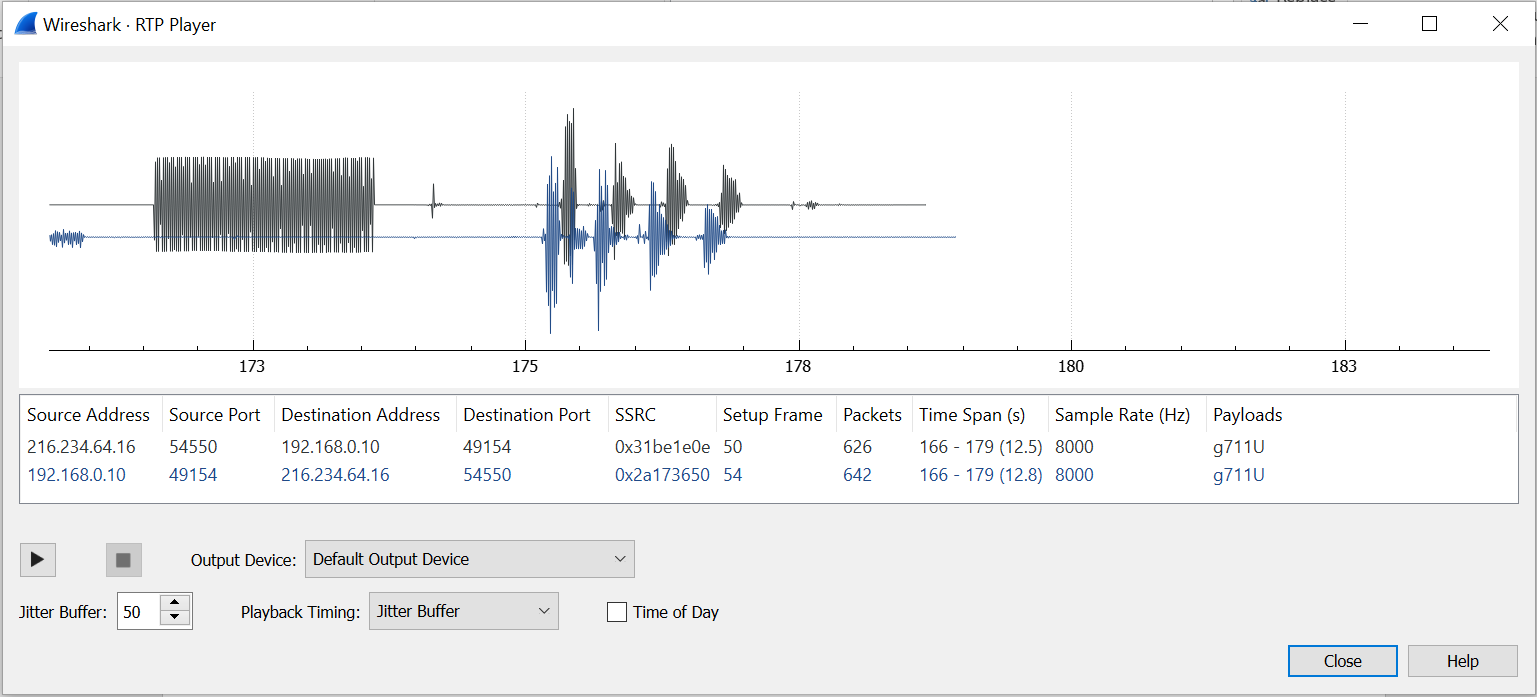 Wireshark · RTP Player
173 175 178 180 183
Source Address Source Port Destination Address Destination Port SSRC Setup Frame Packets Time Span (s) Sample Rate (Hz) Payloads
216.234.64.16 54550 192.168.0.10 49154 0x31be1e0e 50 626 166 - 179 (12.5) 8000 g711U
192.168.0.10 49154 216.234.64.16 54550 0x2a173650 54 642 166 - 179 (12.8) 8000 g711U
Output Device: Default Output Device
Jitter Buffer: 50 Playback Timing: Jitter Buffer Time of Day
Close Help